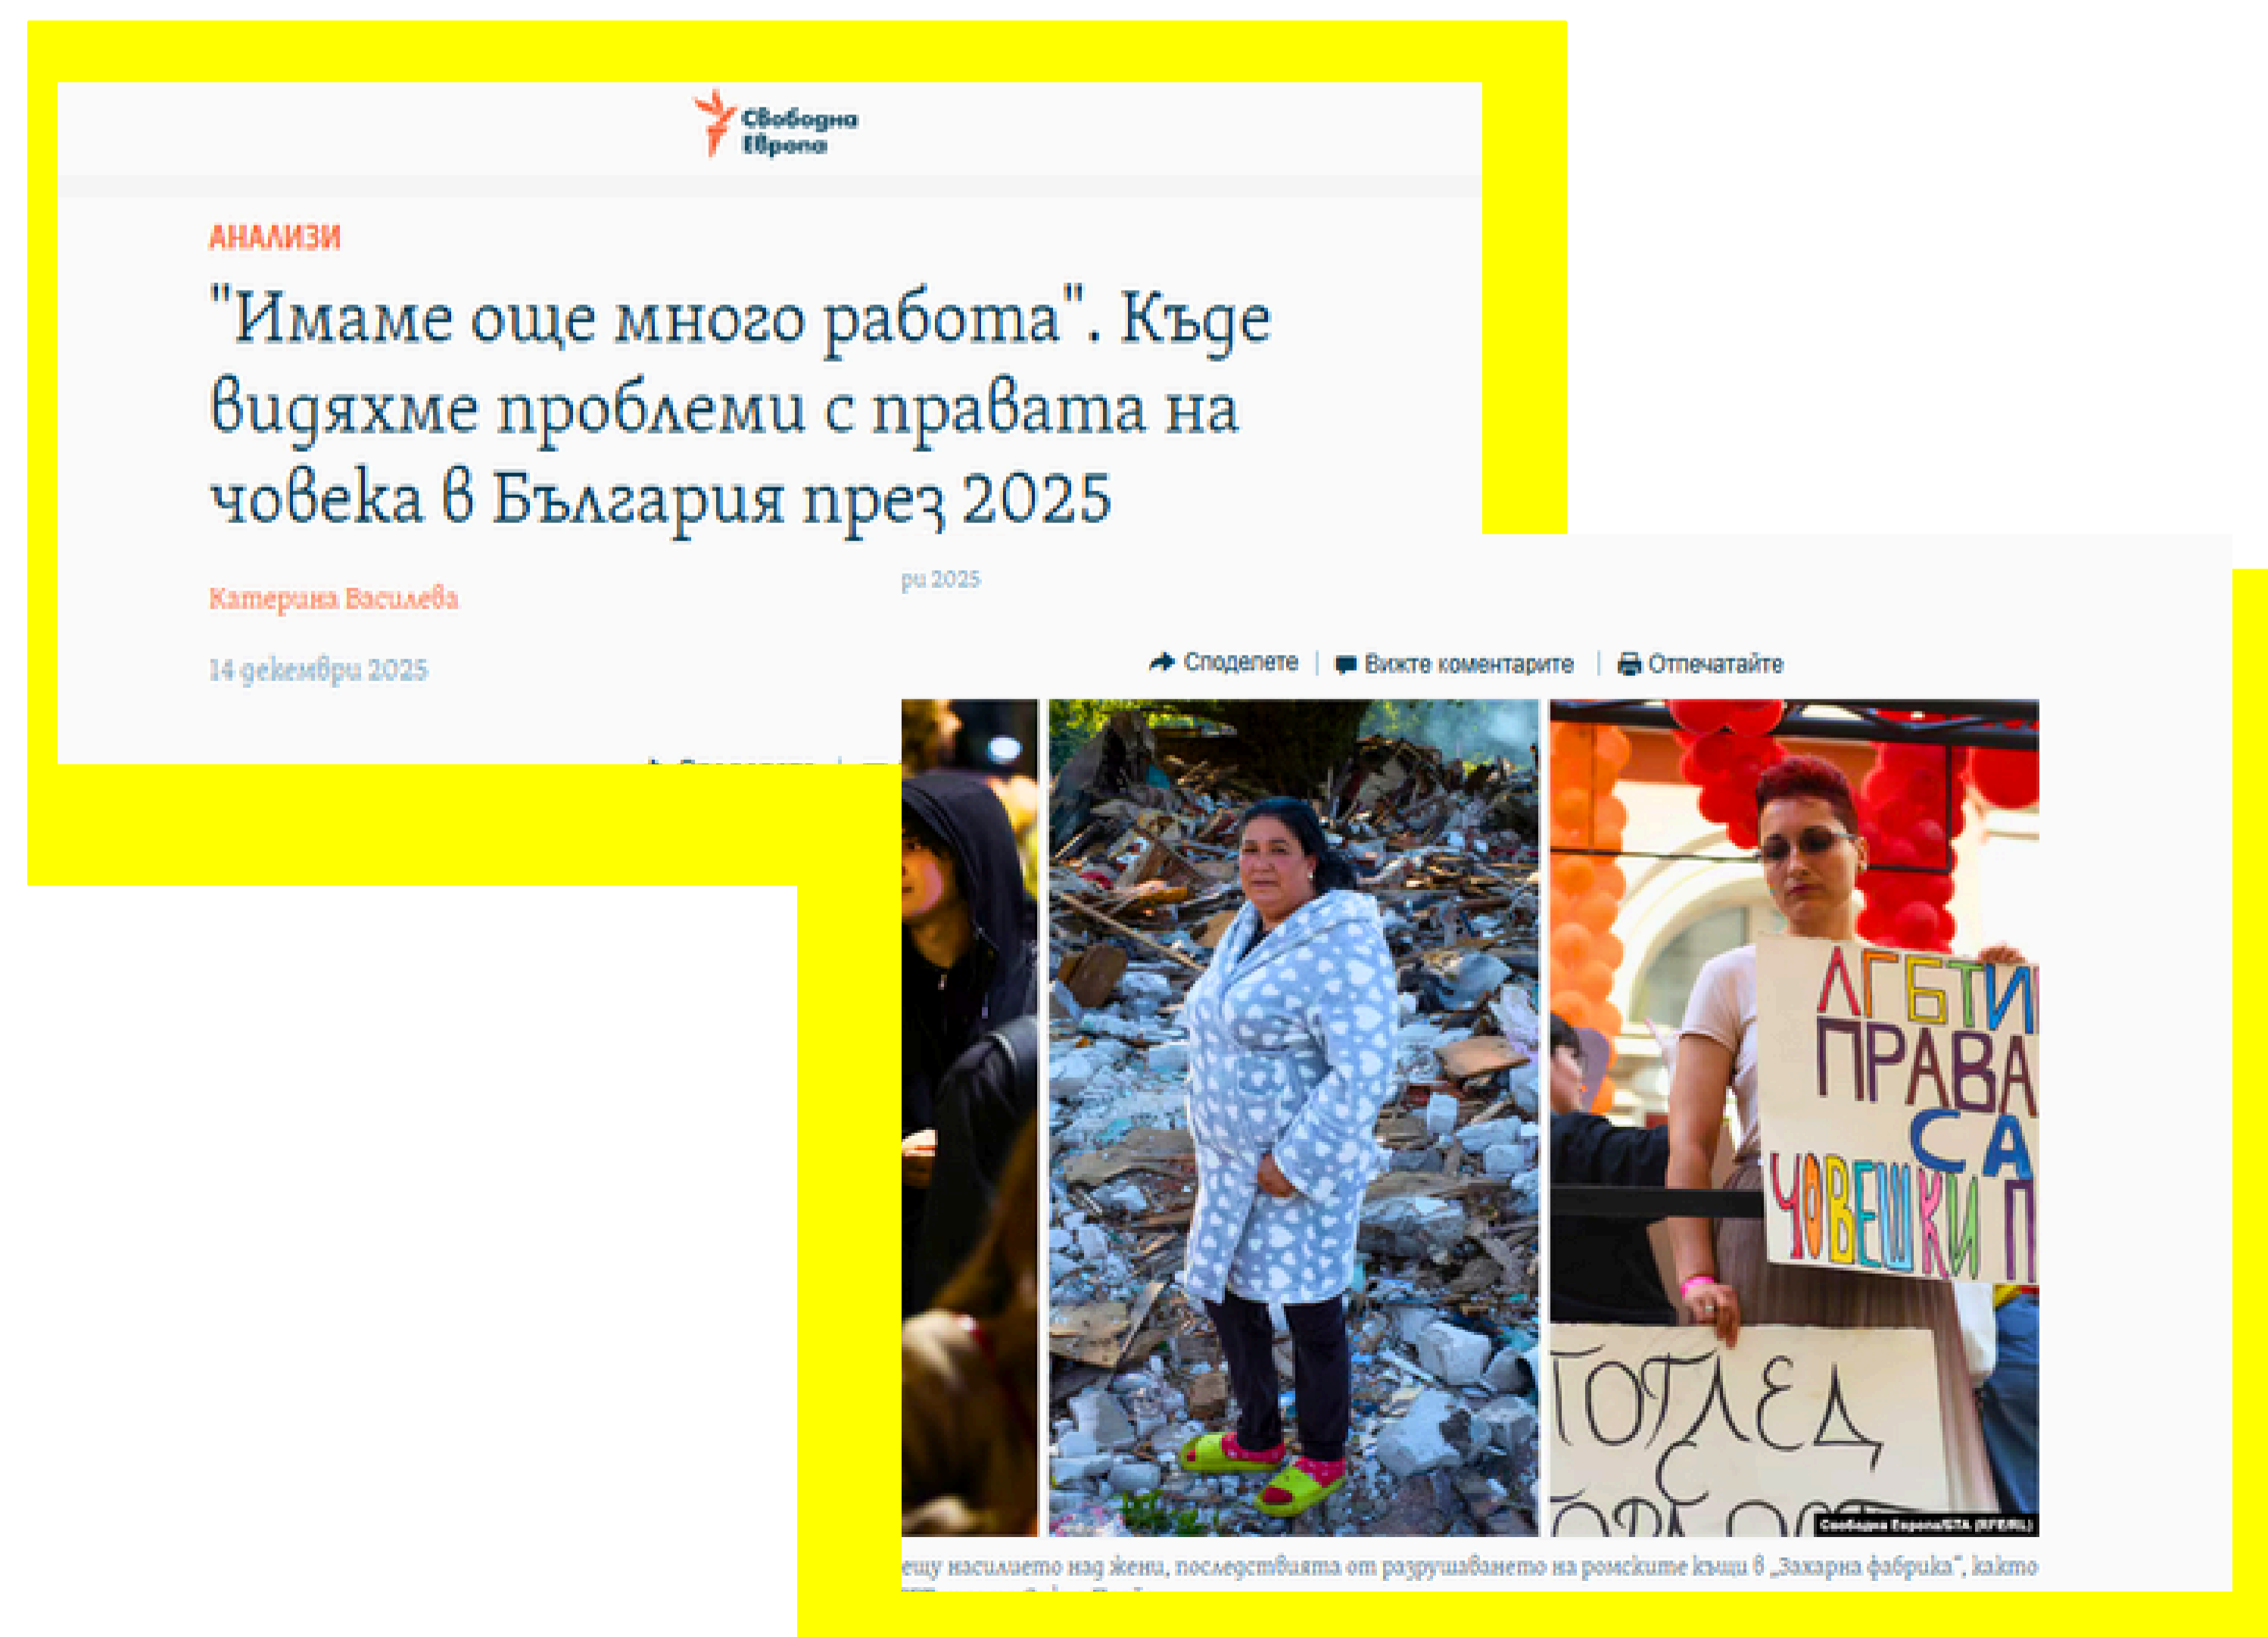 Свободна
Европа
АНАЛИЗИ
"Имаме още много работа". Къде
видяхме проблеми с правата на
човека в България през 2025
Катерина Василева
14 декември 2025
ри 2025
Споделете
Вижте коментарите
Отпечатайте
ЛГБТИ
ПРАВА
СА
ЧОВЕШКИ П
ПОГЛЕД
С
Свободна Европа/БТА (RFE/RL)
ещу насилието над жени, последствията от разрушаването на ромските къщи в „Захарна фабрика“, както